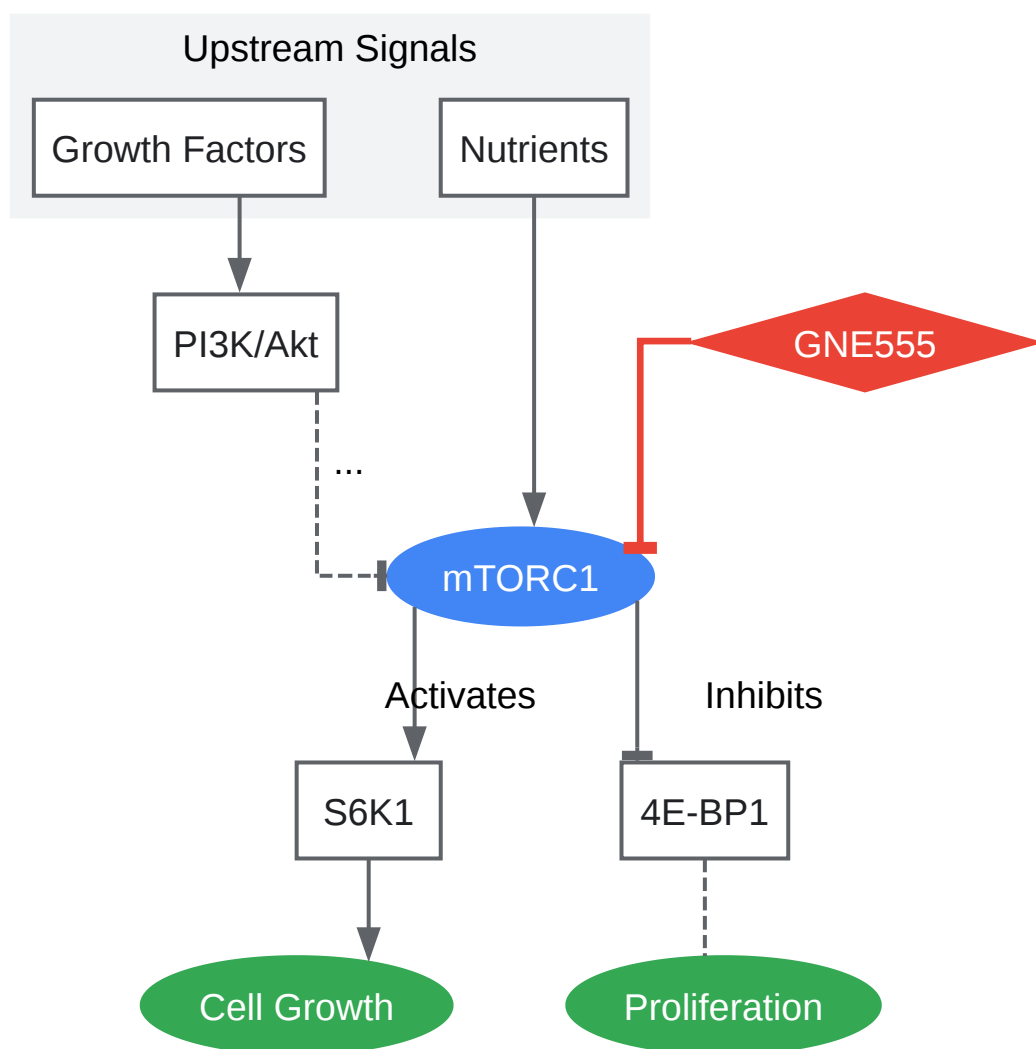 Upstream Signals
Growth Factors
Nutrients
PI3K/Akt
GNE555
...
mTORC1
Activates
Inhibits
S6K1
4E-BP1
Cell Growth
Proliferation